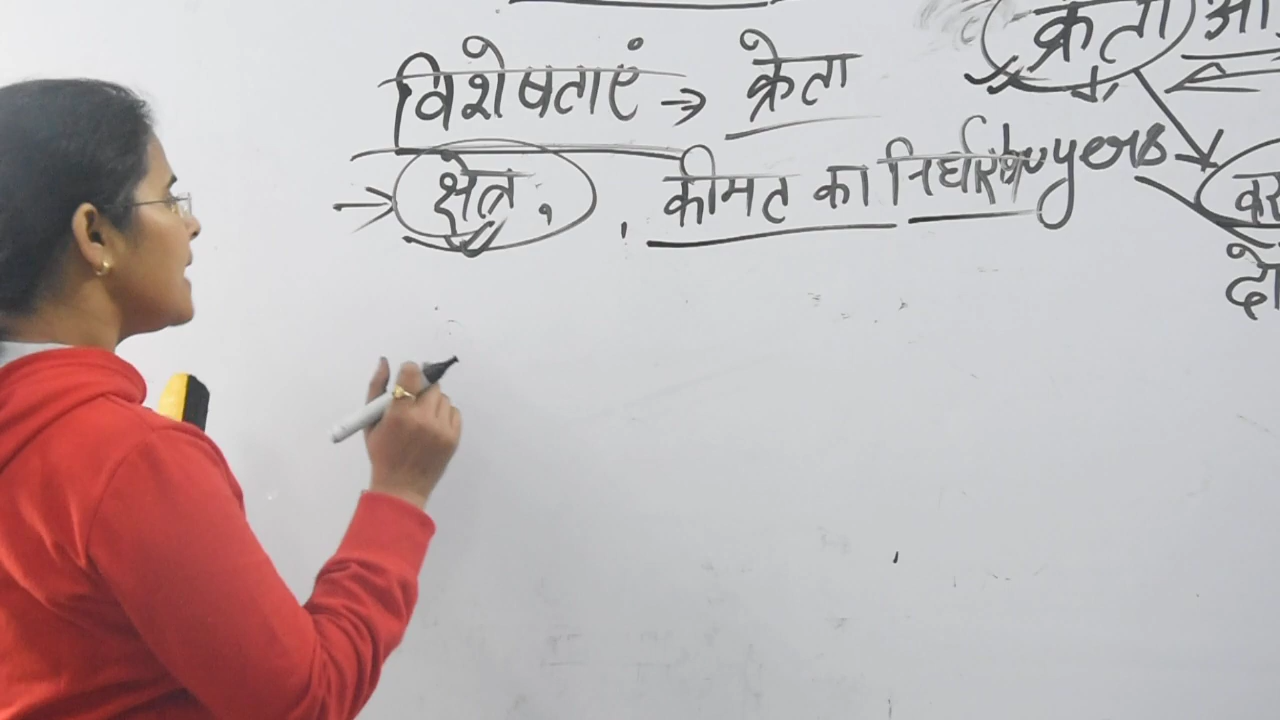 विशेषताएं → क्रेता
→ क्षेत्र. . कीमत का निर्धारण
क्रेता
buyers